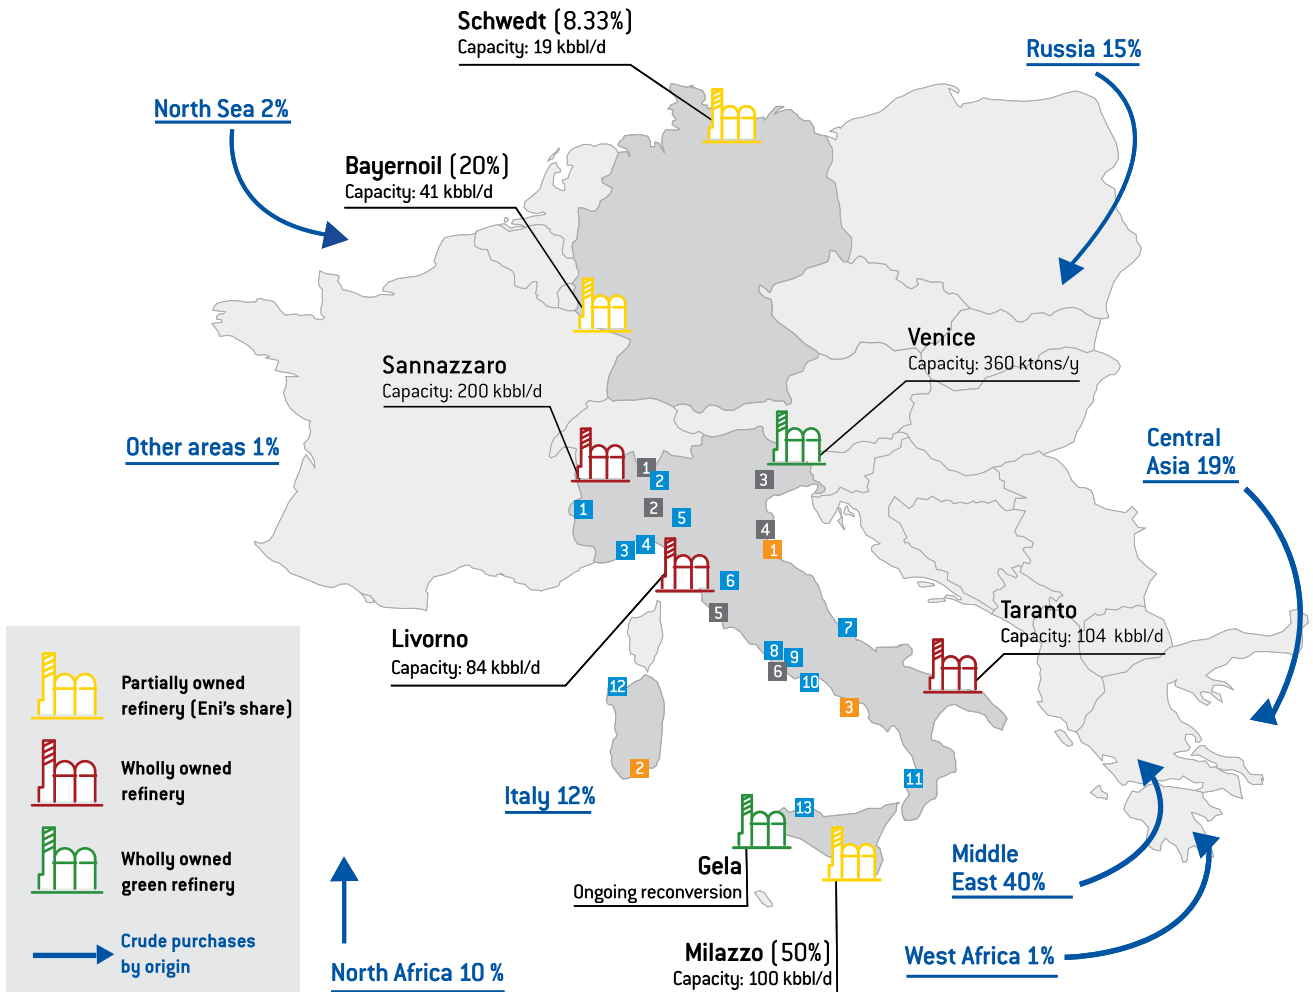 Schwedt (8.33%)
Capacity: 19 kbbl/d
Russia 15%
North Sea 2%
Bayernoil (20%)
Capacity: 41 kbbl/d
Venice
Capacity: 360 ktons/y
Sannazzaro
Capacity: 200 kbbl/d
Other areas 1%
Central
Asia 19%
1
2
3
1
2
5
4
1
3
4
6
5
Taranto
Capacity: 104 kbbl/d
Livorno
Capacity: 84 kbbl/d
7
8
9
6
10
12
3
2
11
13
Italy 12%
Partially owned
refinery (Eni's share)
Wholly owned
refinery
Wholly owned
green refinery
Crude purchases
by origin
Gela
Ongoing reconversion
Middle
East 40%
Milazzo (50%)
Capacity: 100 kbbl/d
West Africa 1%
North Africa 10 %